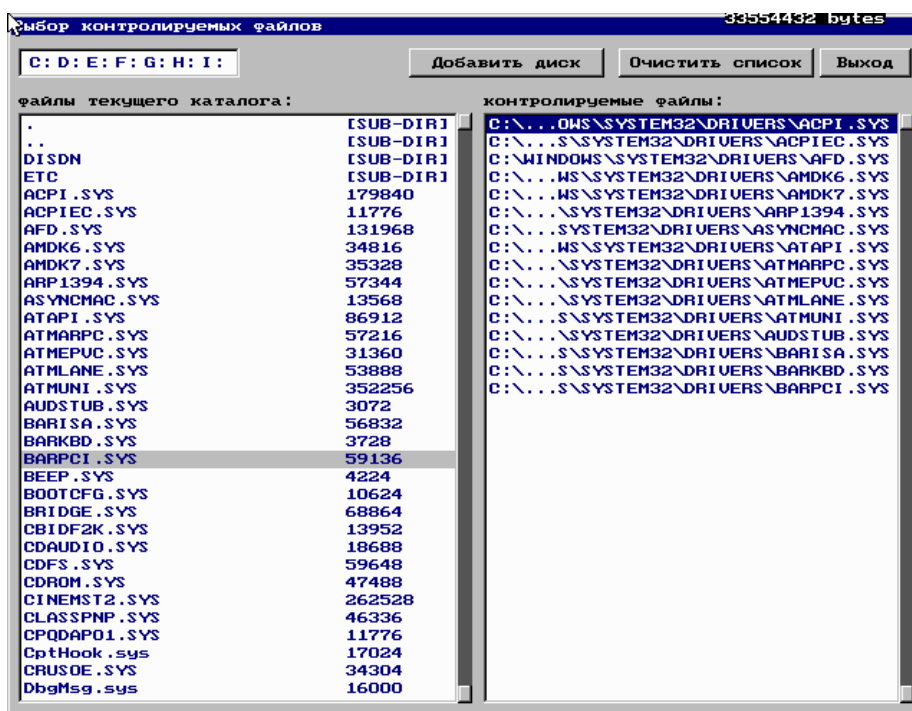 Выбор контролируемых файлов
33554432 bytes
C: D: E: F: G: H: I:
Добавить диск
Очистить список
Выход
файлы текущего каталога:
. [SUB-DIR]
.. [SUB-DIR]
DISDN [SUB-DIR]
ETC [SUB-DIR]
ACPI.SYS 179840
ACPIEC.SYS 11776
AFD.SYS 131968
AMDK6.SYS 34816
AMDK7.SYS 35328
ARP1394.SYS 57344
ASYNCMAC.SYS 13568
ATAPI.SYS 86912
ATMARPC.SYS 57216
ATMEPVC.SYS 31360
ATMLANE.SYS 53888
ATMUNI.SYS 352256
AUDSTUB.SYS 3072
BARISA.SYS 56832
BARKBD.SYS 3728
BARPCI.SYS 59136
BEEP.SYS 4224
BOOTCFG.SYS 10624
BRIDGE.SYS 68864
CBIDF2K.SYS 13952
CDAUDIO.SYS 18688
CDFS.SYS 59648
CDROM.SYS 47488
CINEMST2.SYS 262528
CLASSPNP.SYS 46336
CPQDAP01.SYS 11776
CptHook.sys 17024
CRUSOE.SYS 34304
DbgMsg.sys 16000
контролируемые файлы:
C:\...OWS\SYSTEM32\DRIVERS\ACPI.SYS
C:\...S\SYSTEM32\DRIVERS\ACPIEC.SYS
C:\WINDOWS\SYSTEM32\DRIVERS\AFD.SYS
C:\...WS\SYSTEM32\DRIVERS\AMDK6.SYS
C:\...WS\SYSTEM32\DRIVERS\AMDK7.SYS
C:\...\SYSTEM32\DRIVERS\ARP1394.SYS
C:\...SYSTEM32\DRIVERS\ASYNCMAC.SYS
C:\...WS\SYSTEM32\DRIVERS\ATAPI.SYS
C:\...\SYSTEM32\DRIVERS\ATMARPC.SYS
C:\...\SYSTEM32\DRIVERS\ATMEPVC.SYS
C:\...\SYSTEM32\DRIVERS\ATMLANE.SYS
C:\...S\SYSTEM32\DRIVERS\ATMUNI.SYS
C:\...\SYSTEM32\DRIVERS\AUDSTUB.SYS
C:\...S\SYSTEM32\DRIVERS\BARISA.SYS
C:\...S\SYSTEM32\DRIVERS\BARKBD.SYS
C:\...S\SYSTEM32\DRIVERS\BARPCI.SYS